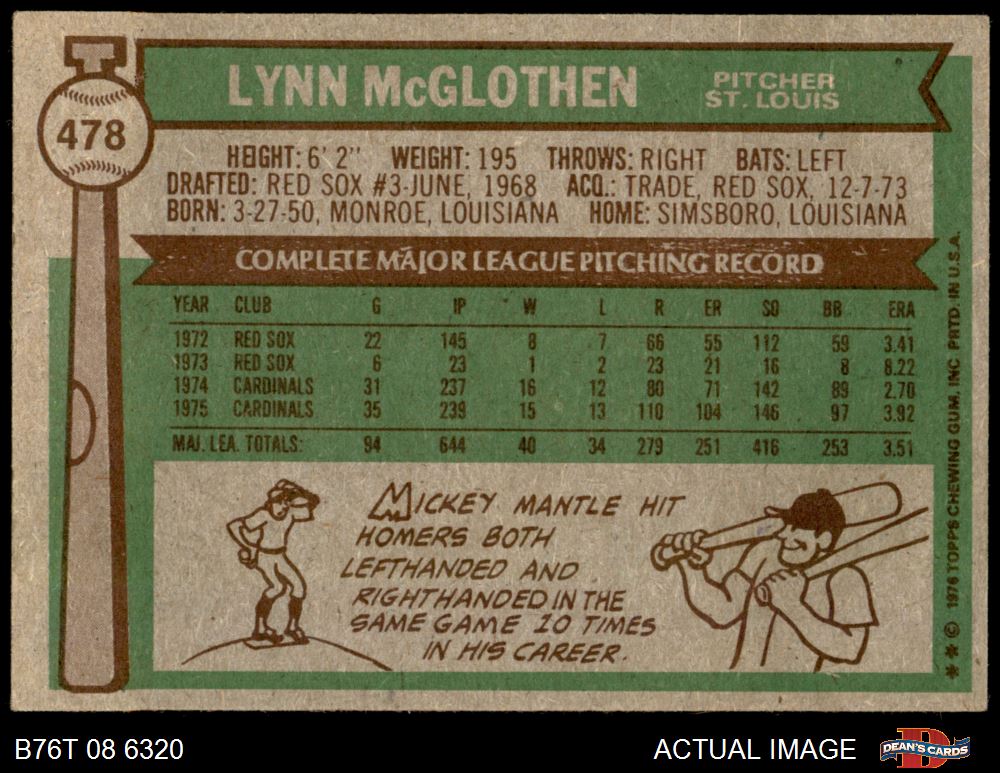 478
LYNN McGLOTHEN
PITCHER
ST. LOUIS
HEIGHT: 6' 2" WEIGHT: 195 THROWS: RIGHT BATS: LEFT
DRAFTED: RED SOX #3-JUNE, 1968 ACQ.: TRADE, RED SOX, 12-7-73
BORN: 3-27-50, MONROE, LOUISIANA HOME: SIMSBORO, LOUISIANA
COMPLETE MAJOR LEAGUE PITCHING RECORD
YEAR CLUB G IP W L R ER SO BB ERA
1972 RED SOX 22 145 8 7 66 55 112 59 3.41
1973 RED SOX 6 23 1 2 23 21 16 8 8.22
1974 CARDINALS 31 237 16 12 80 71 142 89 2.70
1975 CARDINALS 35 239 15 13 110 104 146 97 3.92
MAJ. LEA. TOTALS: 94 644 40 34 279 251 416 253 3.51
MICKEY MANTLE HIT
HOMERS BOTH
LEFTHANDED AND
RIGHTHANDED IN THE
SAME GAME 10 TIMES
IN HIS CAREER.
** © 1976 TOPPS CHEWING GUM, INC PRTD. IN U.S.A.
B76T 08 6320
ACTUAL IMAGE
DEAN'S CARDS